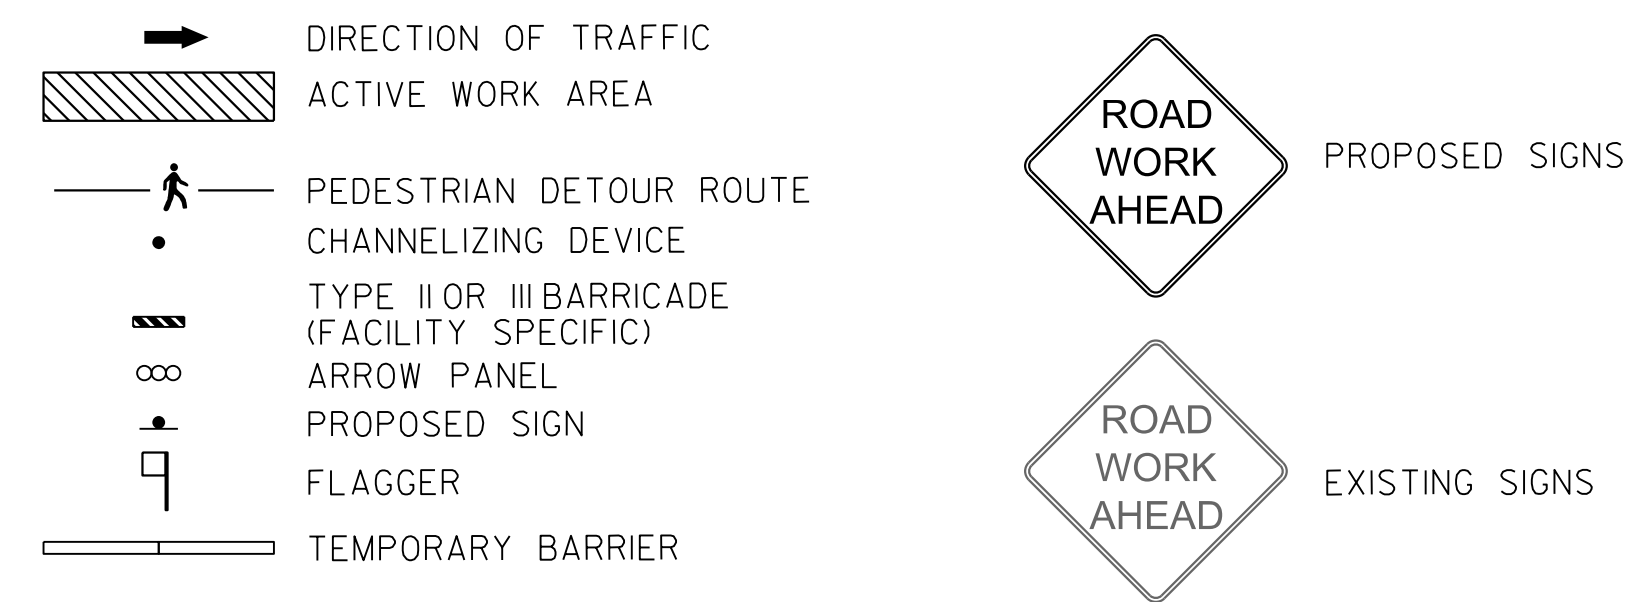 DIRECTION OF TRAFFIC
ACTIVE WORK AREA
PEDESTRIAN DETOUR ROUTE
CHANNELIZING DEVICE
TYPE II OR III BARRICADE
(FACILITY SPECIFIC)
ARROW PANEL
PROPOSED SIGN
FLAGGER
TEMPORARY BARRIER
ROAD
WORK
AHEAD
PROPOSED SIGNS
ROAD
WORK
AHEAD
EXISTING SIGNS